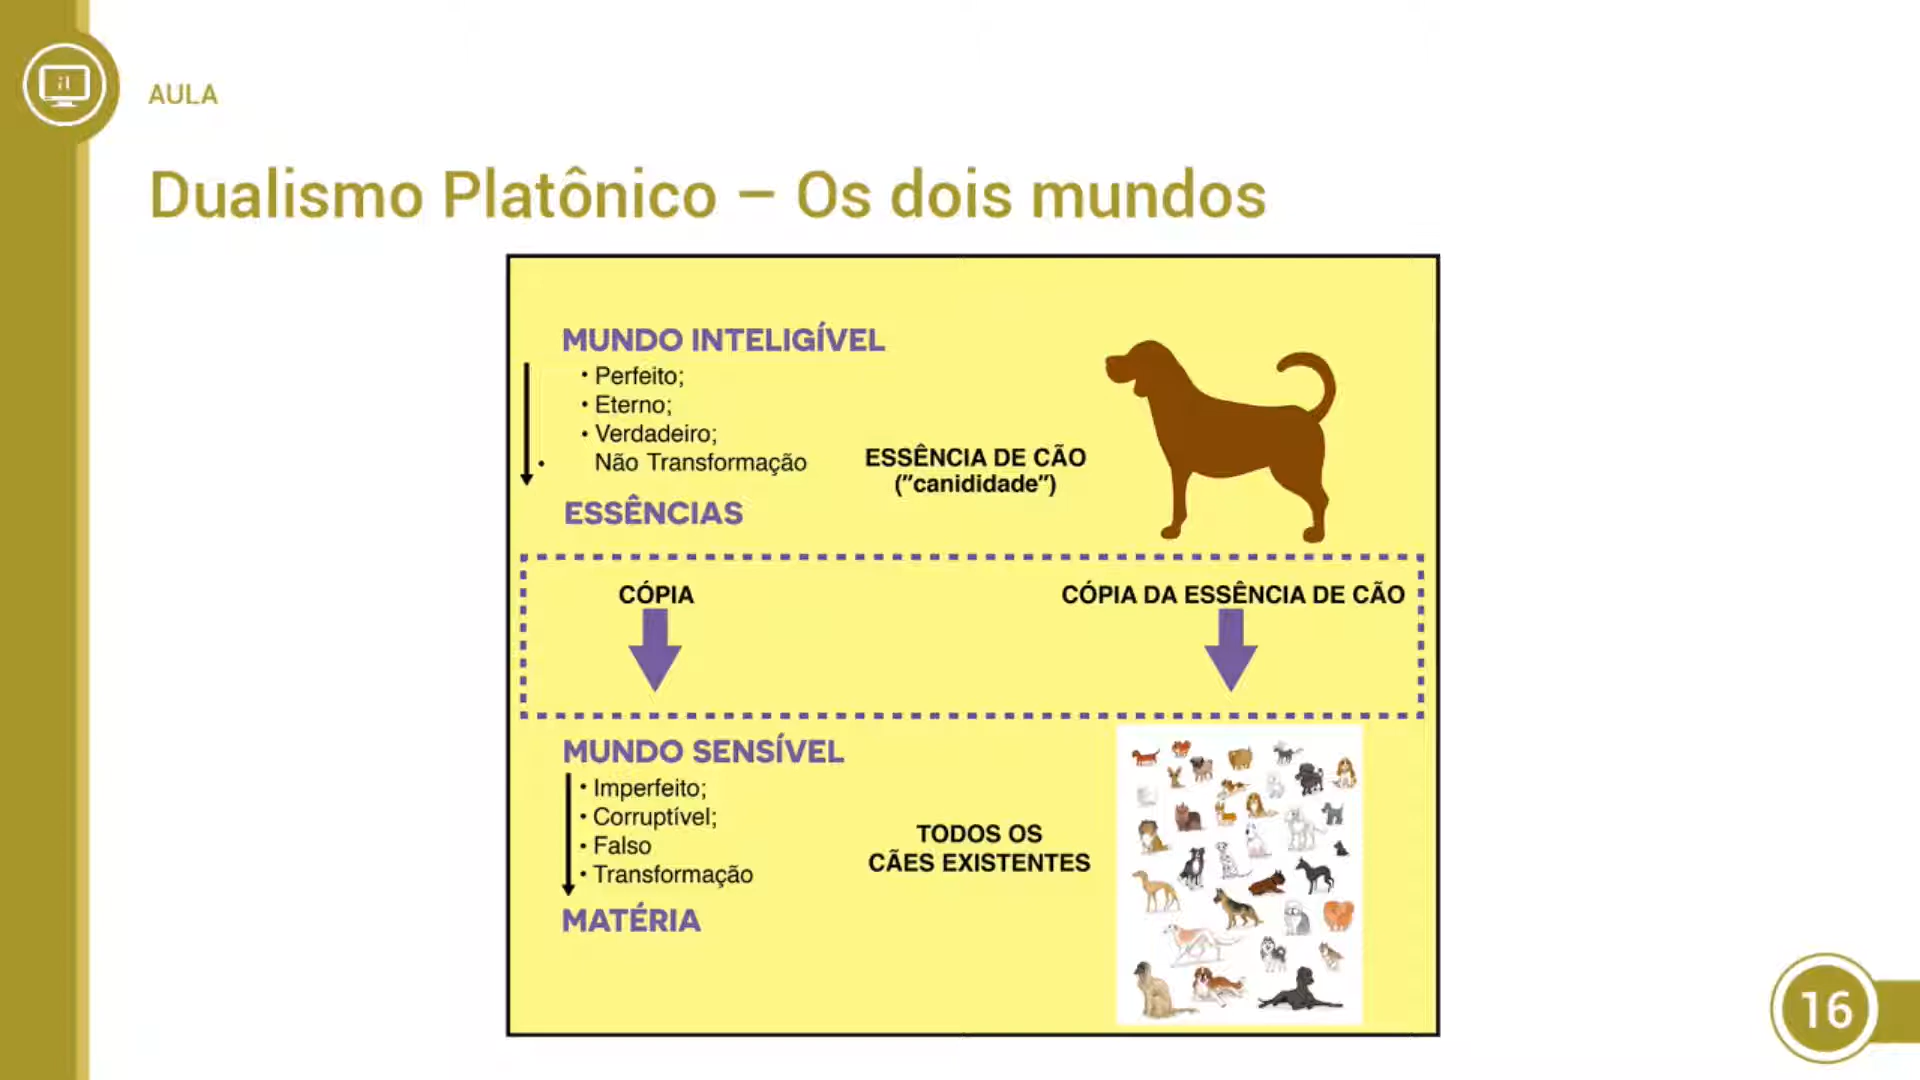 AULA
Dualismo Platônico – Os dois mundos
MUNDO INTELIGÍVEL
• Perfeito;
• Eterno;
• Verdadeiro;
• Não Transformação
ESSÊNCIAS
ESSÊNCIA DE CÃO
(”canididade”)
CÓPIA
CÓPIA DA ESSÊNCIA DE CÃO
MUNDO SENSÍVEL
• Imperfeito;
• Corruptível;
• Falso
• Transformação
MATÉRIA
TODOS OS
CÃES EXISTENTES
16